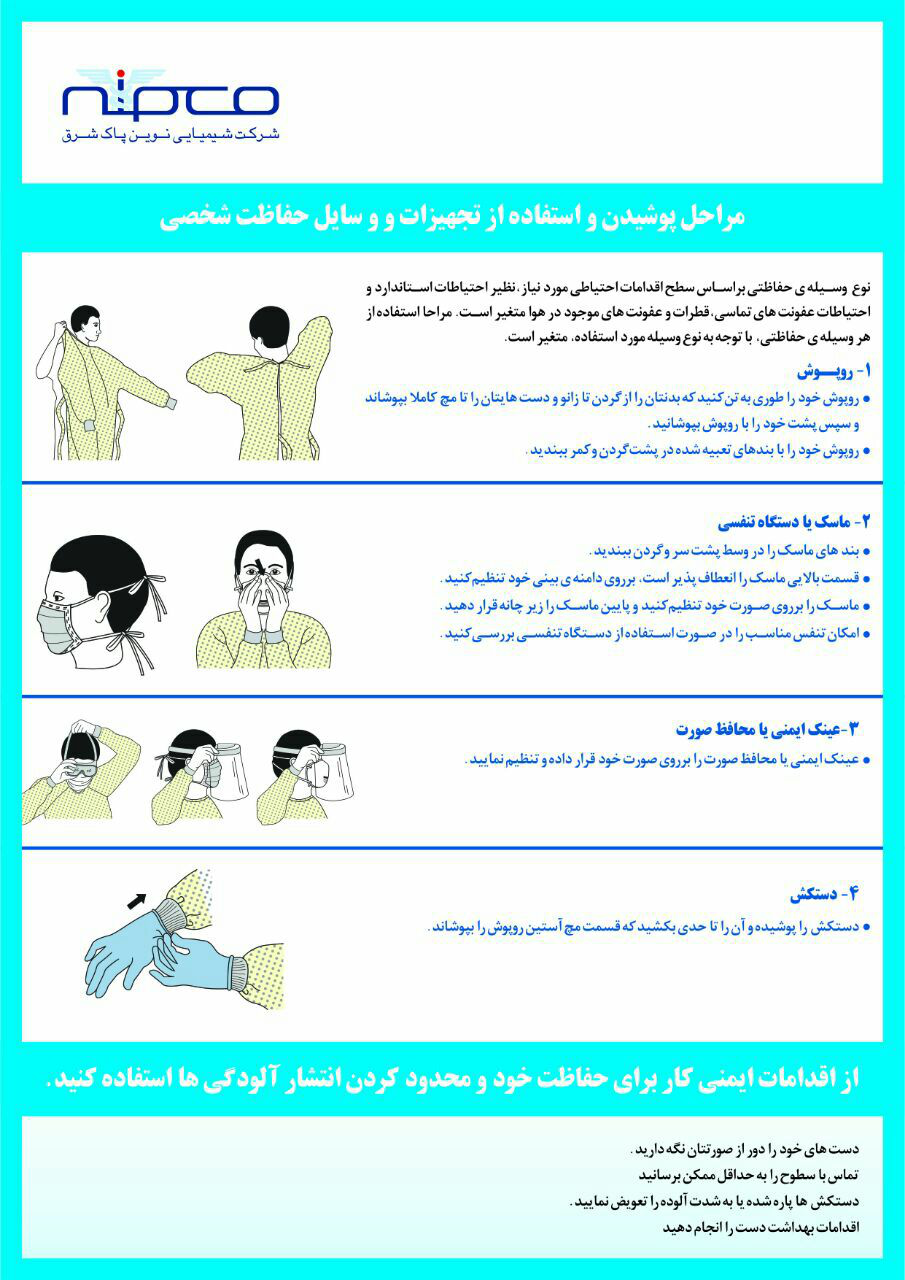 nipco
شرکت شیمیایی نوین پاک شرق
مراحل پوشیدن و استفاده از تجهیزات و و سایل حفاظت شخصی
نوع وسیله ی حفاظتی براساس سطح اقدامات احتیاطی مورد نیاز، نظیر احتیاطات استاندارد و
احتیاطات عفونت های تماسی، قطرات و عفونت های موجود در هوا متغیر است. مراحا استفاده از
هر وسیله ی حفاظتی، با توجه به نوع وسیله مورد استفاده، متغیر است.
۱- روپوش
• روپوش خود را طوری به تن کنید که بدنتان را از گردن تا زانو و دست هایتان را تا مچ کاملا بپوشاند
و سپس پشت خود را با روپوش بپوشانید.
• روپوش خود را با بندهای تعبیه شده در پشت گردن و کمر ببندید.
۲- ماسک یا دستگاه تنفسی
• بند های ماسک را در وسط پشت سر و گردن ببندید.
• قسمت بالایی ماسک را انعطاف پذیر است، برروی دامنه ی بینی خود تنظیم کنید.
• ماسک را برروی صورت خود تنظیم کنید و پایین ماسک را زیر چانه قرار دهید.
• امکان تنفس مناسب را در صورت استفاده از دستگاه تنفسی بررسی کنید.
۳-عینک ایمنی یا محافظ صورت
• عینک ایمنی یا محافظ صورت را برروی صورت خود قرار داده و تنظیم نمایید.
۴- دستکش
• دستکش را پوشیده و آن را تا حدی بکشید که قسمت مچ آستین روپوش را بپوشاند.
از اقدامات ایمنی کار برای حفاظت خود و محدود کردن انتشار آلودگی ها استفاده کنید.
دست های خود را دور از صورتتان نگه دارید.
تماس با سطوح را به حداقل ممکن برسانید
دستکش ها پاره شده یا به شدت آلوده را تعویض نمایید.
اقدامات بهداشت دست را انجام دهید